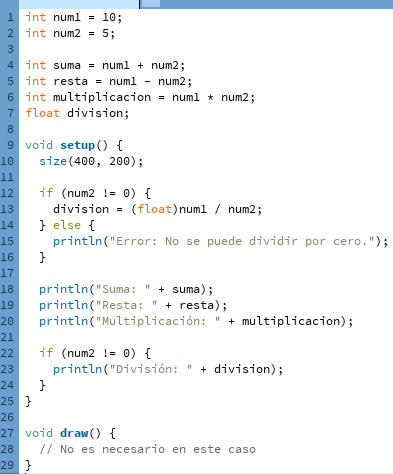 1 int num1 = 10;
2 int num2 = 5;
3
4 int suma = num1 + num2;
5 int resta = num1 - num2;
6 int multiplicacion = num1 * num2;
7 float division;
8
9 void setup() {
10   size(400, 200);
11
12   if (num2 != 0) {
13     division = (float)num1 / num2;
14   } else {
15     println("Error: No se puede dividir por cero.");
16   }
17
18   println("Suma: " + suma);
19   println("Resta: " + resta);
20   println("Multiplicación: " + multiplicacion);
21
22   if (num2 != 0) {
23     println("División: " + division);
24   }
25 }
26
27 void draw() {
28   // No es necesario en este caso
29 }